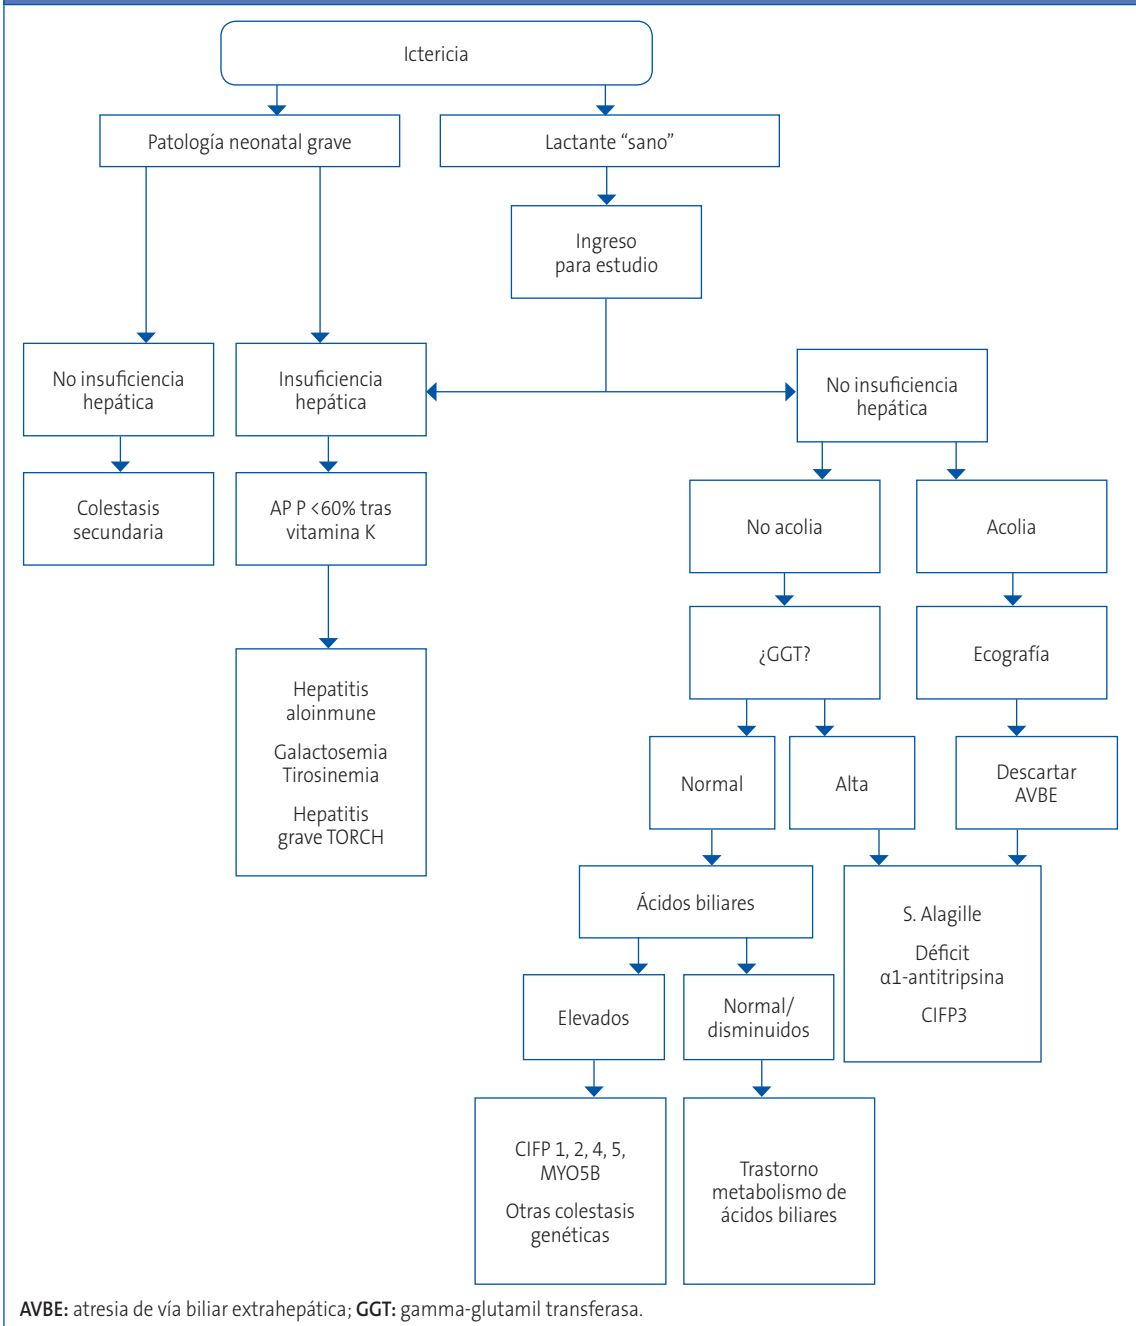 Ictericia
Patología neonatal grave
Lactante “sano”
Ingreso
para estudio
No insuficiencia
hepática
Insuficiencia
hepática
No insuficiencia
hepática
Colestasis
secundaria
AP P <60% tras
vitamina K
No acolia
Acolia
Hepatitis
aloinmune
Galactosemia
Tirosinemia
Hepatitis
grave TORCH
¿GGT?
Ecografía
Normal
Alta
Descartar
AVBE
Ácidos biliares
S. Alagille
Déficit
α1-antitripsina
CIFP3
Elevados
Normal/
disminuidos
CIFP 1, 2, 4, 5,
MYO5B
Otras colestasis
genéticas
Trastorno
metabolismo de
ácidos biliares
AVBE: atresia de vía biliar extrahepática; GGT: gamma-glutamil transferasa.